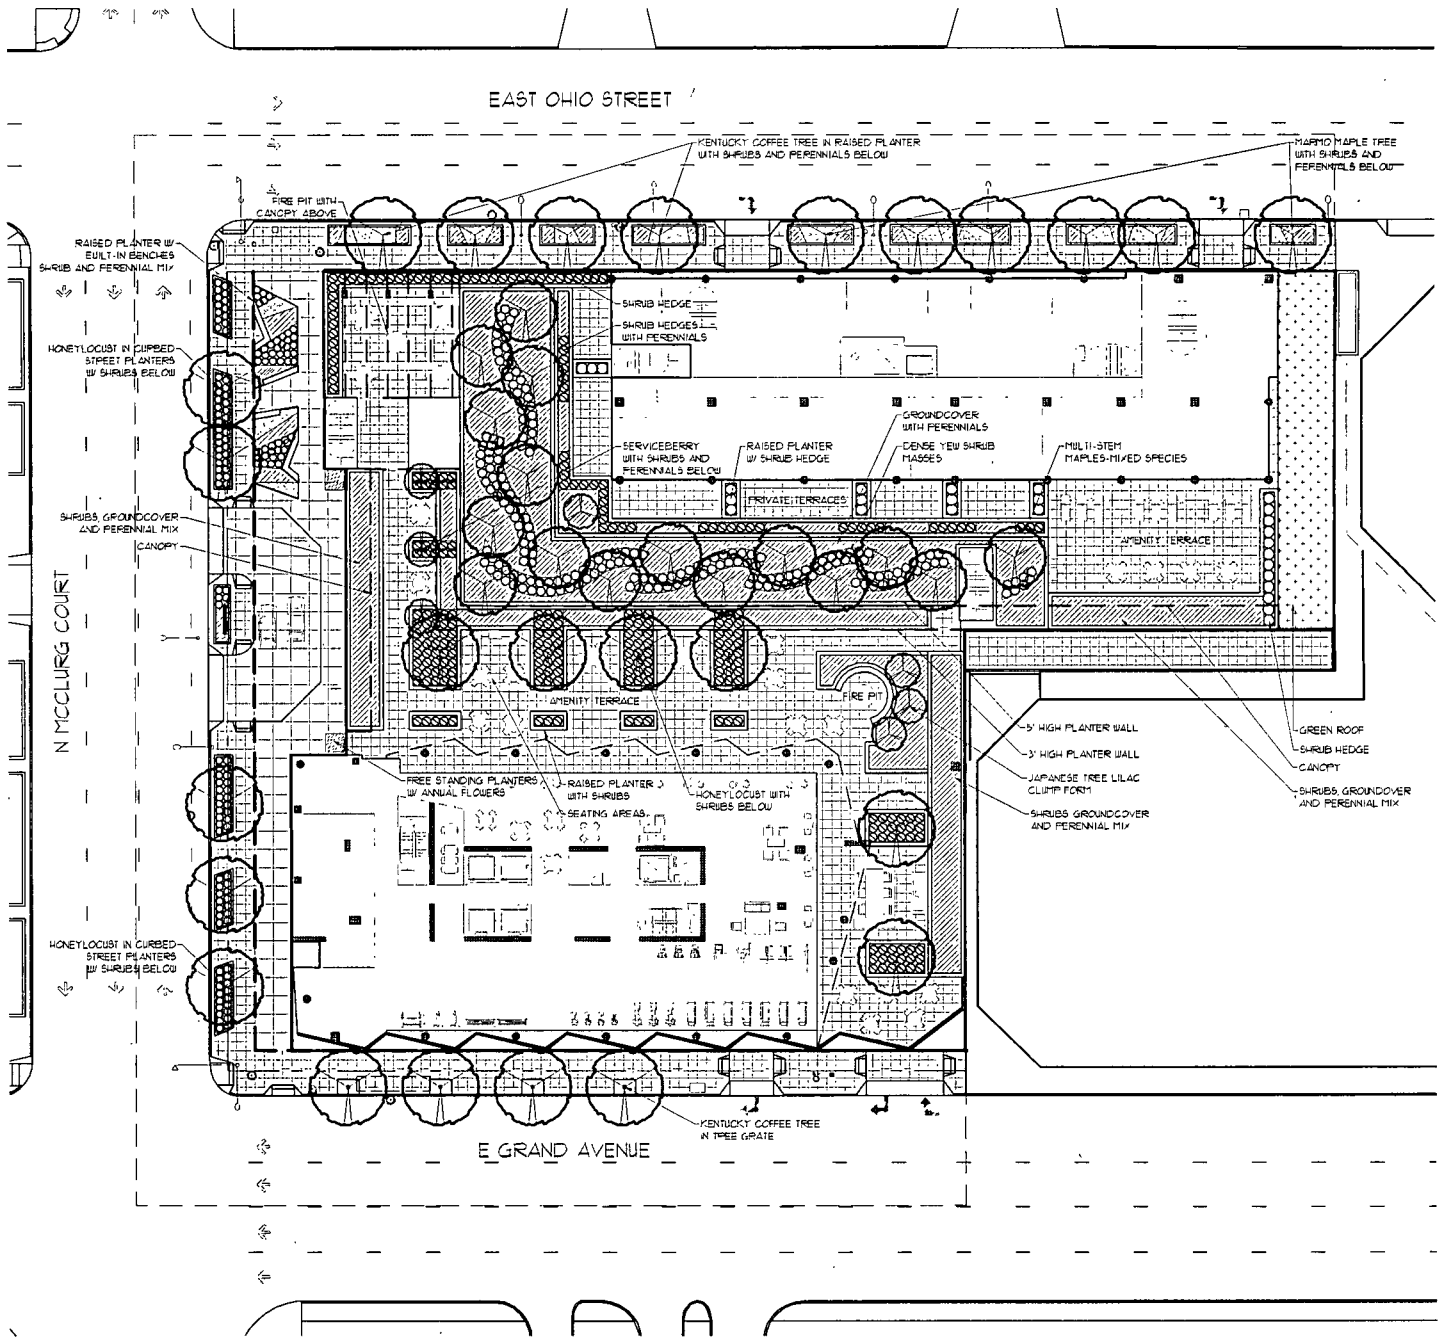 EAST OHIO STREET
KENTUCKY COFFEE TREE IN RAISED PLANTER
WITH SHRUBS AND PERENNIALS BELOW
MARMO MAPLE TREE
WITH SHRUBS AND
PERENNIALS BELOW
FIRE PIT WITH
CANOPY ABOVE
RAISED PLANTER W/
BUILT-IN BENCHES
SHRUB AND PERENNIAL MIX
SHRUB HEDGE
SHRUB HEDGES
WITH PERENNIALS
HONEYLOCUST IN CURBED
STREET PLANTERS
W/ SHRUBS BELOW
GROUNDCOVER
WITH PERENNIALS
SERVICEBERRY
WITH SHRUBS AND
PERENNIALS BELOW
RAISED PLANTER
W/ SHRUB HEDGE
DENSE YEW SHRUB
MASSES
MULTI-STEM
MAPLES-MIXED SPECIES
PRIVATE TERRACES
SHRUBS, GROUNDCOVER
AND PERENNIAL MIX
CANOPY
AMENITY TERRACE
N MCCLURG COURT
AMENITY TERRACE
FIRE PIT
5' HIGH PLANTER WALL
3' HIGH PLANTER WALL
JAPANESE TREE LILAC
CLUMP FORM
SHRUBS GROUNDCOVER
AND PERENNIAL MIX
GREEN ROOF
SHRUB HEDGE
CANOPY
SHRUBS, GROUNDOVER
AND PERENNIAL MIX
FREE STANDING PLANTERS
W/ ANNUAL FLOWERS
RAISED PLANTER
WITH SHRUBS
SEATING AREAS
HONEYLOCUST WITH
SHRUBS BELOW
HONEYLOCUST IN CURBED
STREET PLANTERS
W/ SHRUBS BELOW
KENTUCKY COFFEE TREE
IN TREE GRATE
E GRAND AVENUE